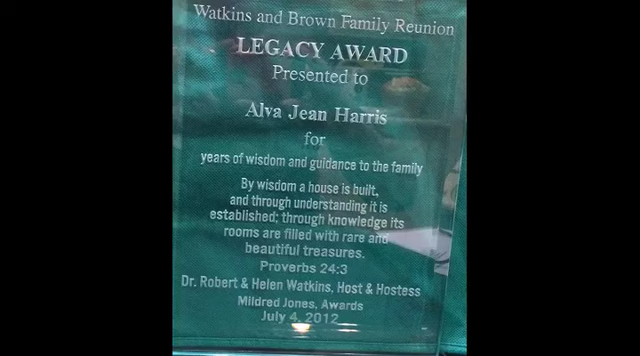 Watkins and Brown Family Reunion
LEGACY AWARD
Presented to
Alva Jean Harris
for
years of wisdom and guidance to the family
By wisdom a house is built,
and through understanding it is
established; through knowledge its
rooms are filled with rare and
beautiful treasures.
Proverbs 24:3
Dr. Robert & Helen Watkins, Host & Hostess
Mildred Jones, Awards
July 4, 2012